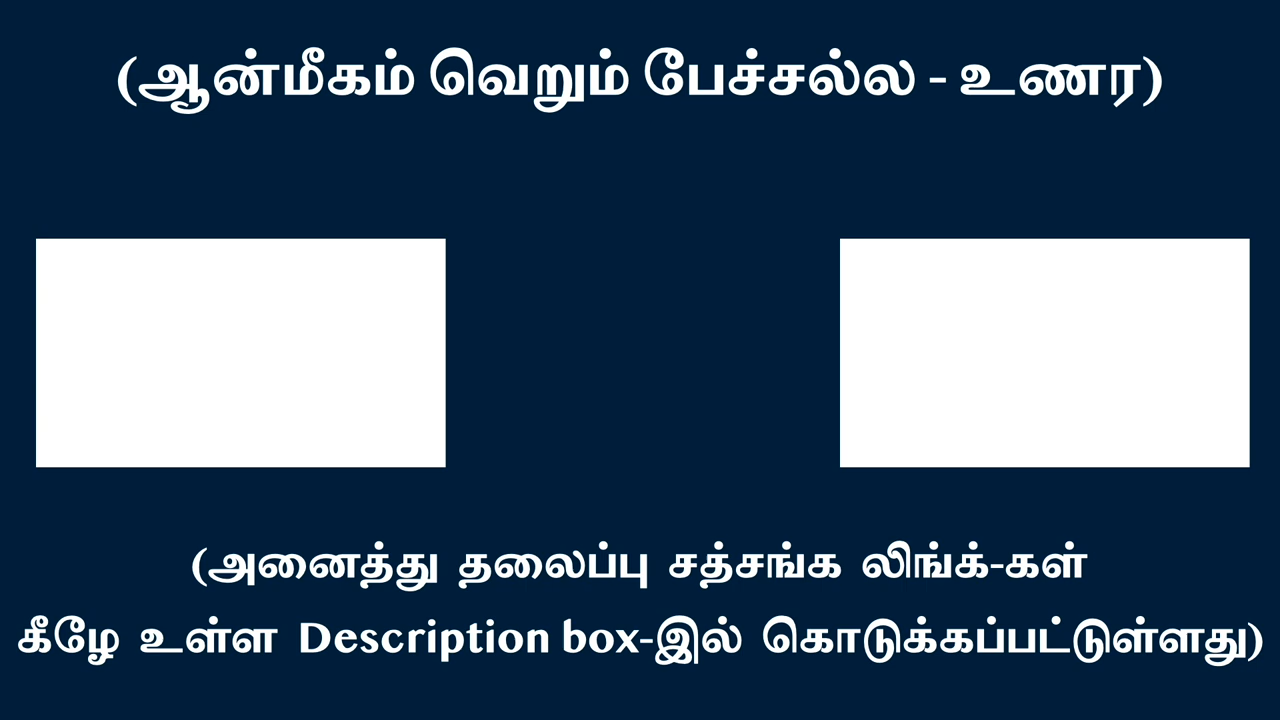 (ஆன்மீகம் வெறும் பேச்சல்ல - உணர)
(அனைத்து தலைப்பு சத்சங்க லிங்க்-கள்
கீழே உள்ள Description box-இல் கொடுக்கப்பட்டுள்ளது)